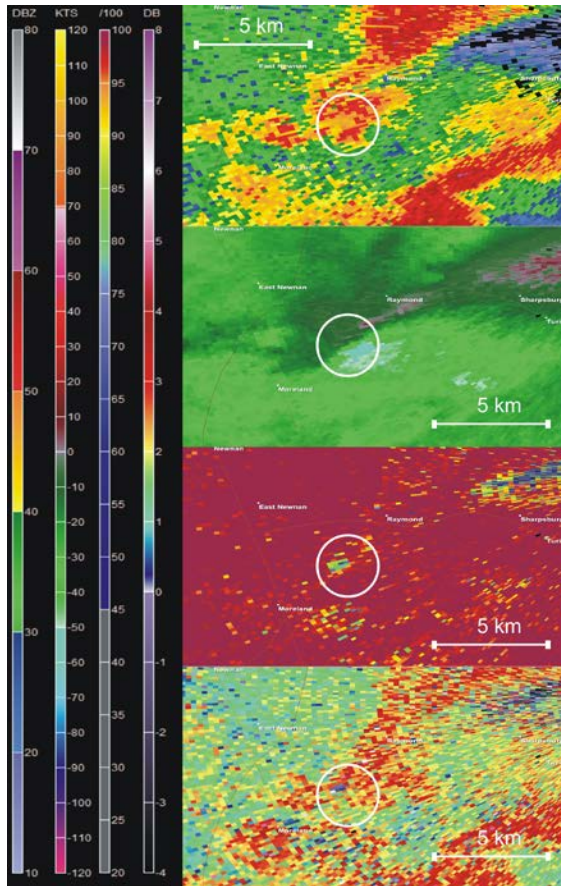 DBZ
80
70
60
50
40
30
20
10
KTS
120
110
100
90
80
70
60
50
40
30
20
10
0
-10
-20
-30
-40
-50
-60
-70
-80
-90
-100
-110
-120
/100
100
95
90
85
80
75
70
65
60
55
50
45
40
35
30
25
20
DB
8
7
6
5
4
3
2
1
0
-1
-2
-3
-4
Newnan
5 km
East Newnan
Raymond
Newnan
East Newnan
Raymond
Sharpsburg
Turi
Moreland
5 km
Newnan
East Newnan
Raymond
Sharpsburg
Turi
Moreland
5 km
Newnan
East Newnan
Moreland
5 km